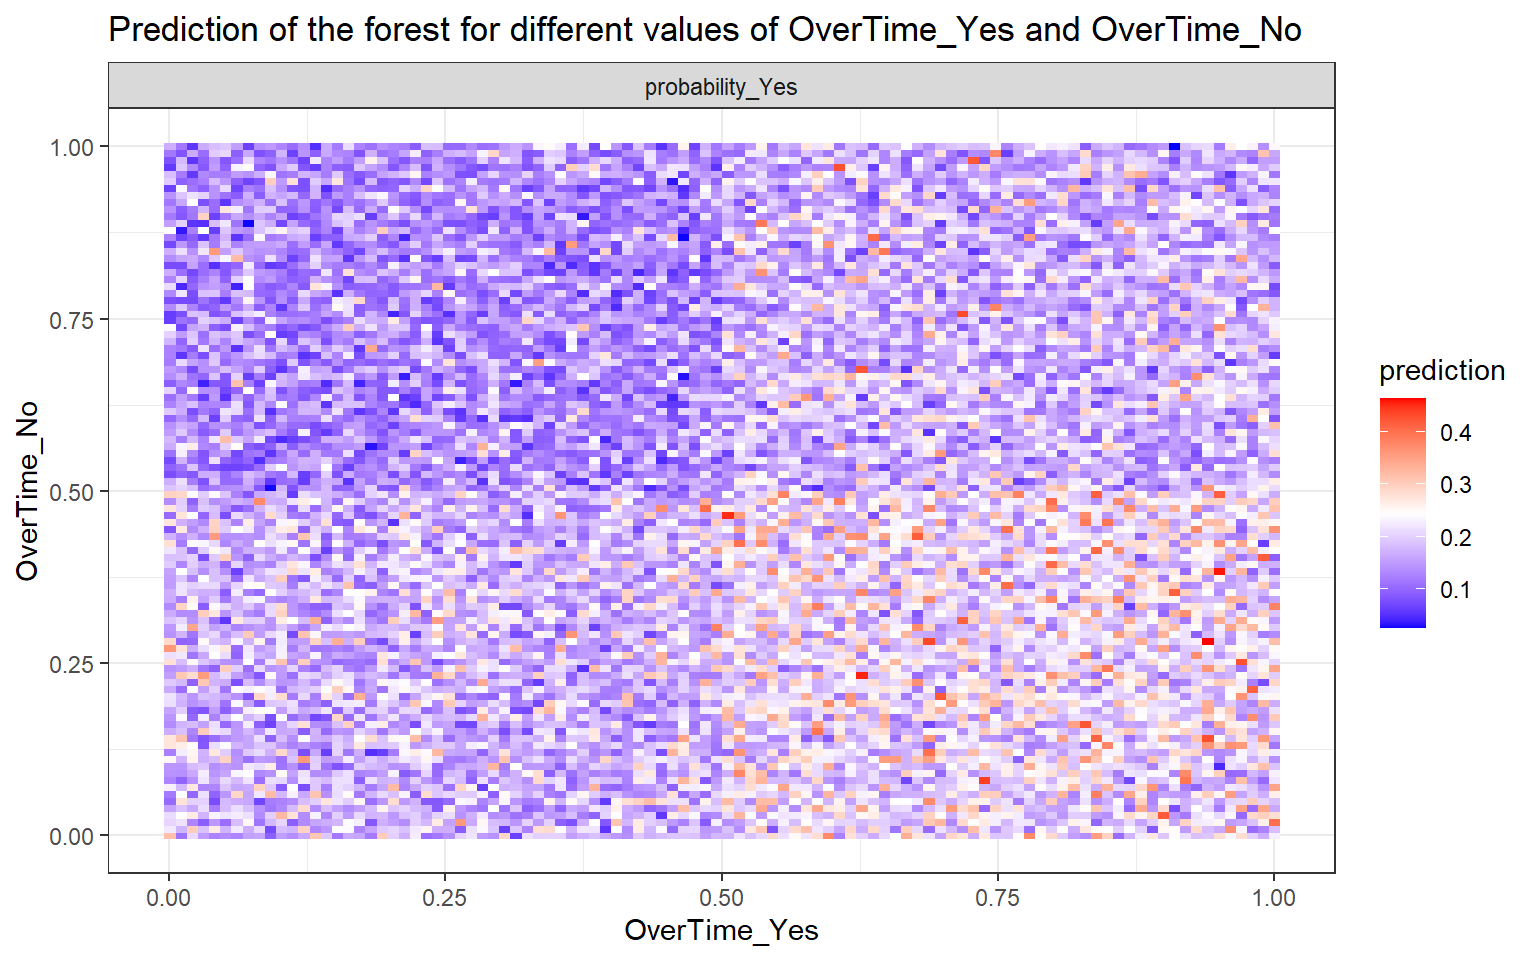 Prediction of the forest for different values of OverTime_Yes and OverTime_No
probability_Yes
1.00
0.75
0.50
0.25
0.00
OverTime_No
0.00 0.25 0.50 0.75 1.00
OverTime_Yes
prediction
0.4
0.3
0.2
0.1